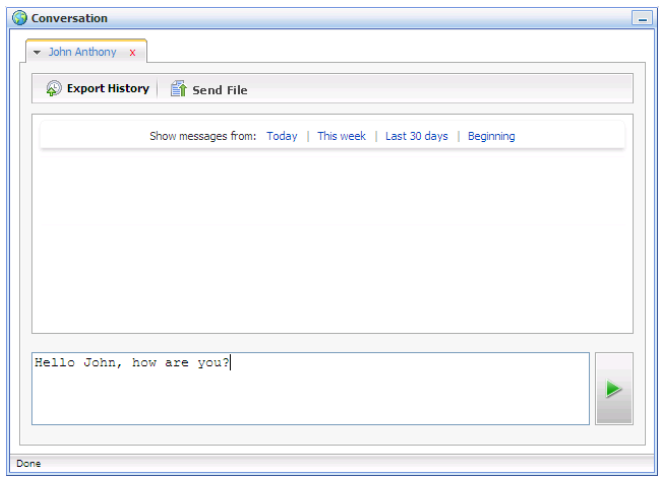 Conversation
John Anthony x
Export History Send File
Show messages from: Today | This week | Last 30 days | Beginning
Hello John, how are you?
Done